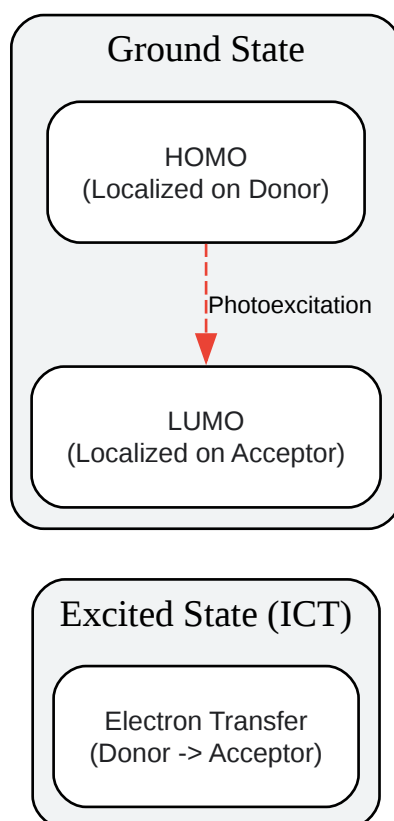 Ground State
HOMO
(Localized on Donor)
Photoexcitation
LUMO
(Localized on Acceptor)
Excited State (ICT)
Electron Transfer
(Donor -> Acceptor)